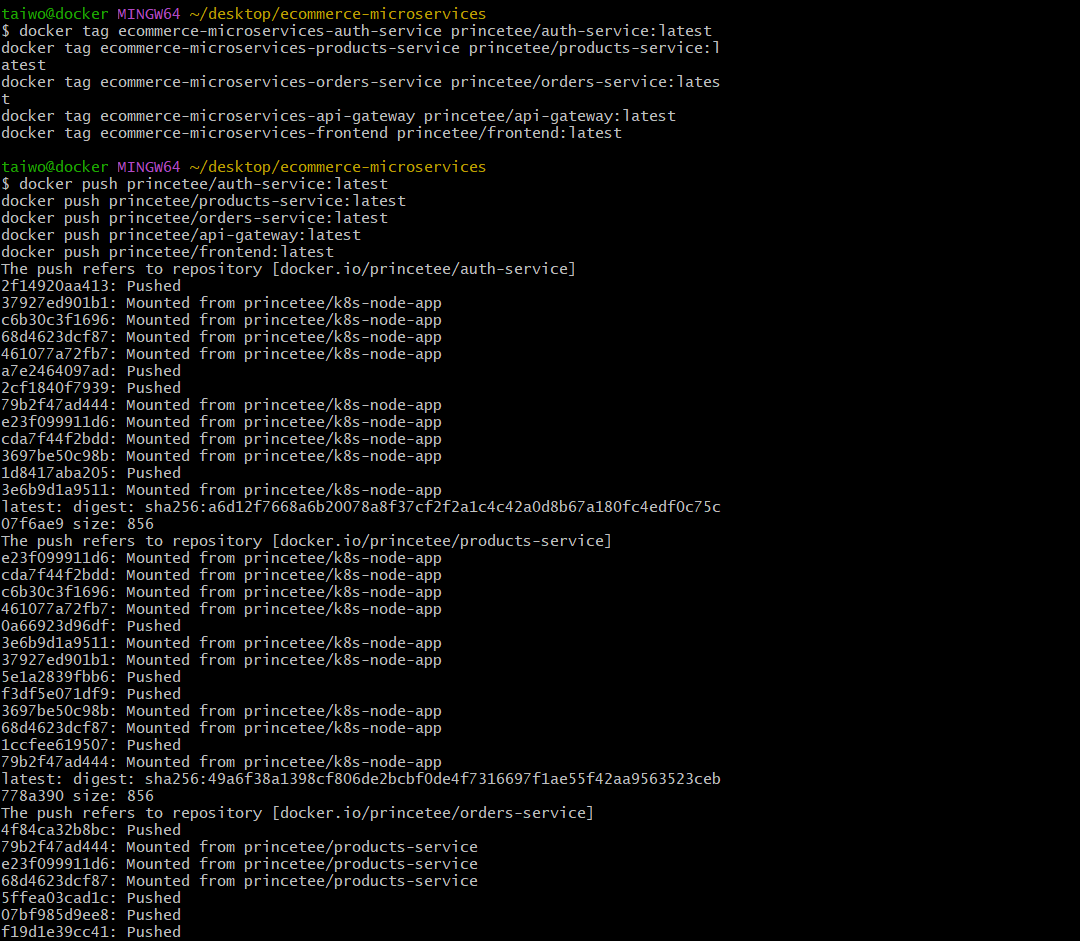 taiwo@docker MINGW64 ~/desktop/ecommerce-microservices
$ docker tag ecommerce-microservices-auth-service princetee/auth-service:latest
docker tag ecommerce-microservices-products-service princetee/products-service:l
atest
docker tag ecommerce-microservices-orders-service princetee/orders-service:lates
t
docker tag ecommerce-microservices-api-gateway princetee/api-gateway:latest
docker tag ecommerce-microservices-frontend princetee/frontend:latest
taiwo@docker MINGW64 ~/desktop/ecommerce-microservices
$ docker push princetee/auth-service:latest
docker push princetee/products-service:latest
docker push princetee/orders-service:latest
docker push princetee/api-gateway:latest
docker push princetee/frontend:latest
The push refers to repository [docker.io/princetee/auth-service]
2f14920aa413: Pushed
37927ed901b1: Mounted from princetee/k8s-node-app
c6b30c3f1696: Mounted from princetee/k8s-node-app
68d4623dcf87: Mounted from princetee/k8s-node-app
461077a72fb7: Mounted from princetee/k8s-node-app
a7e2464097ad: Pushed
2cf1840f7939: Pushed
79b2f47ad444: Mounted from princetee/k8s-node-app
e23f099911d6: Mounted from princetee/k8s-node-app
cda7f44f2bdd: Mounted from princetee/k8s-node-app
3697be50c98b: Mounted from princetee/k8s-node-app
1d8417aba205: Pushed
3e6b9d1a9511: Mounted from princetee/k8s-node-app
latest: digest: sha256:a6d12f7668a6b20078a8f37cf2f2a1c4c42a0d8b67a180fc4edf0c75c
07f6ae9 size: 856
The push refers to repository [docker.io/princetee/products-service]
e23f099911d6: Mounted from princetee/k8s-node-app
cda7f44f2bdd: Mounted from princetee/k8s-node-app
c6b30c3f1696: Mounted from princetee/k8s-node-app
461077a72fb7: Mounted from princetee/k8s-node-app
0a66923d96df: Pushed
3e6b9d1a9511: Mounted from princetee/k8s-node-app
37927ed901b1: Mounted from princetee/k8s-node-app
5e1a2839fbb6: Pushed
f3df5e071df9: Pushed
3697be50c98b: Mounted from princetee/k8s-node-app
68d4623dcf87: Mounted from princetee/k8s-node-app
1ccfee619507: Pushed
79b2f47ad444: Mounted from princetee/k8s-node-app
latest: digest: sha256:49a6f38a1398cf806de2bcbf0de4f7316697f1ae55f42aa9563523ceb
778a390 size: 856
The push refers to repository [docker.io/princetee/orders-service]
4f84ca32b8bc: Pushed
79b2f47ad444: Mounted from princetee/products-service
e23f099911d6: Mounted from princetee/products-service
68d4623dcf87: Mounted from princetee/products-service
5ffea03cad1c: Pushed
07bf985d9ee8: Pushed
f19d1e39cc41: Pushed